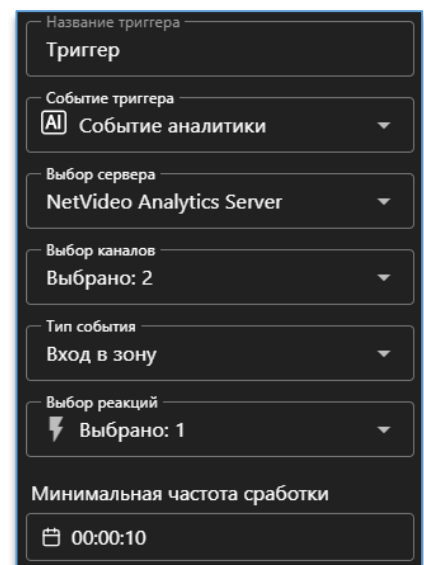 Название триггера
Триггер
Событие триггера
AI Событие аналитики
Выбор сервера
NetVideo Analytics Server
Выбор каналов
Выбрано: 2
Тип события
Вход в зону
Выбор реакций
Выбрано: 1
Минимальная частота сработки
00:00:10